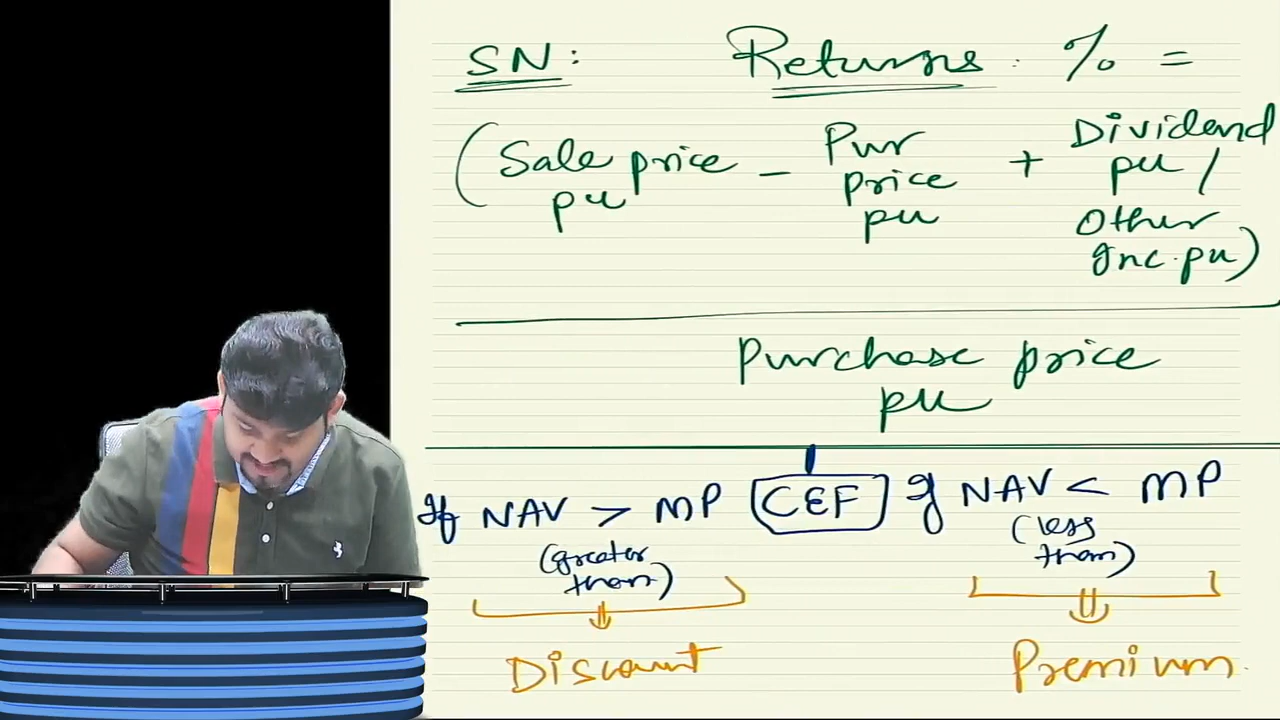 SN: Returns. % =
(Sale price pu - Pur price pu + Dividend pu / Other Inc. pu)
Purchase price pu
If NAV > MP CEF If NAV < MP
(greater than) (less than)
Discount Premium.